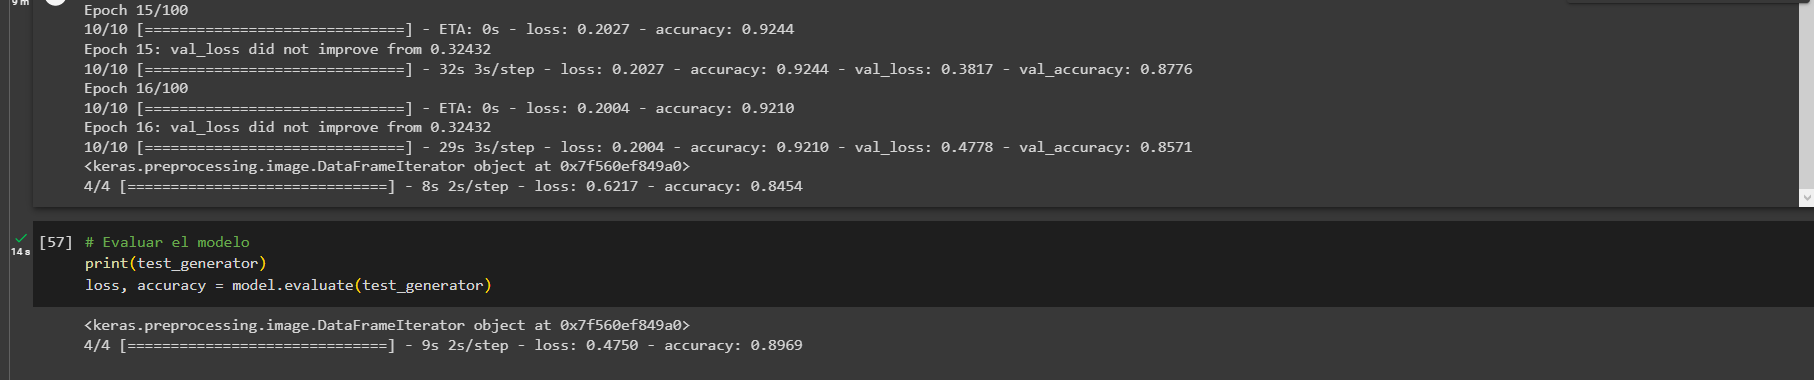 9 m
Epoch 15/100
10/10 [==============================] - ETA: 0s - loss: 0.2027 - accuracy: 0.9244
Epoch 15: val_loss did not improve from 0.32432
10/10 [==============================] - 32s 3s/step - loss: 0.2027 - accuracy: 0.9244 - val_loss: 0.3817 - val_accuracy: 0.8776
Epoch 16/100
10/10 [==============================] - ETA: 0s - loss: 0.2004 - accuracy: 0.9210
Epoch 16: val_loss did not improve from 0.32432
10/10 [==============================] - 29s 3s/step - loss: 0.2004 - accuracy: 0.9210 - val_loss: 0.4778 - val_accuracy: 0.8571
<keras.preprocessing.image.DataFrameIterator object at 0x7f560ef849a0>
4/4 [==============================] - 8s 2s/step - loss: 0.6217 - accuracy: 0.8454
14 s
[57] # Evaluar el modelo
print(test_generator)
loss, accuracy = model.evaluate(test_generator)
<keras.preprocessing.image.DataFrameIterator object at 0x7f560ef849a0>
4/4 [==============================] - 9s 2s/step - loss: 0.4750 - accuracy: 0.8969